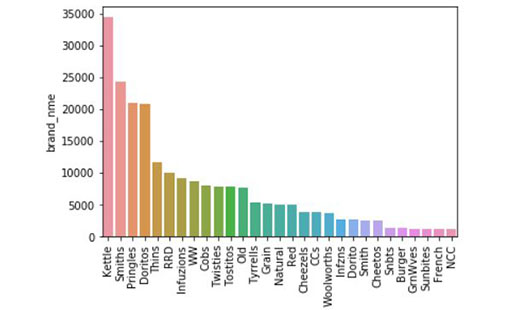 brand_nme
35000
30000
25000
20000
15000
10000
5000
0
Kettle
Smiths
Pringles
Doritos
Thins
RRD
Infuzions
WW
Cobs
Twisties
Tostitos
Old
Tyrrells
Grain
Natural
Red
Cheezels
CCs
Woolworths
Infzns
Dorito
Smith
Cheetos
Snbts
Burger
GrnWves
Sunbites
French
NCC